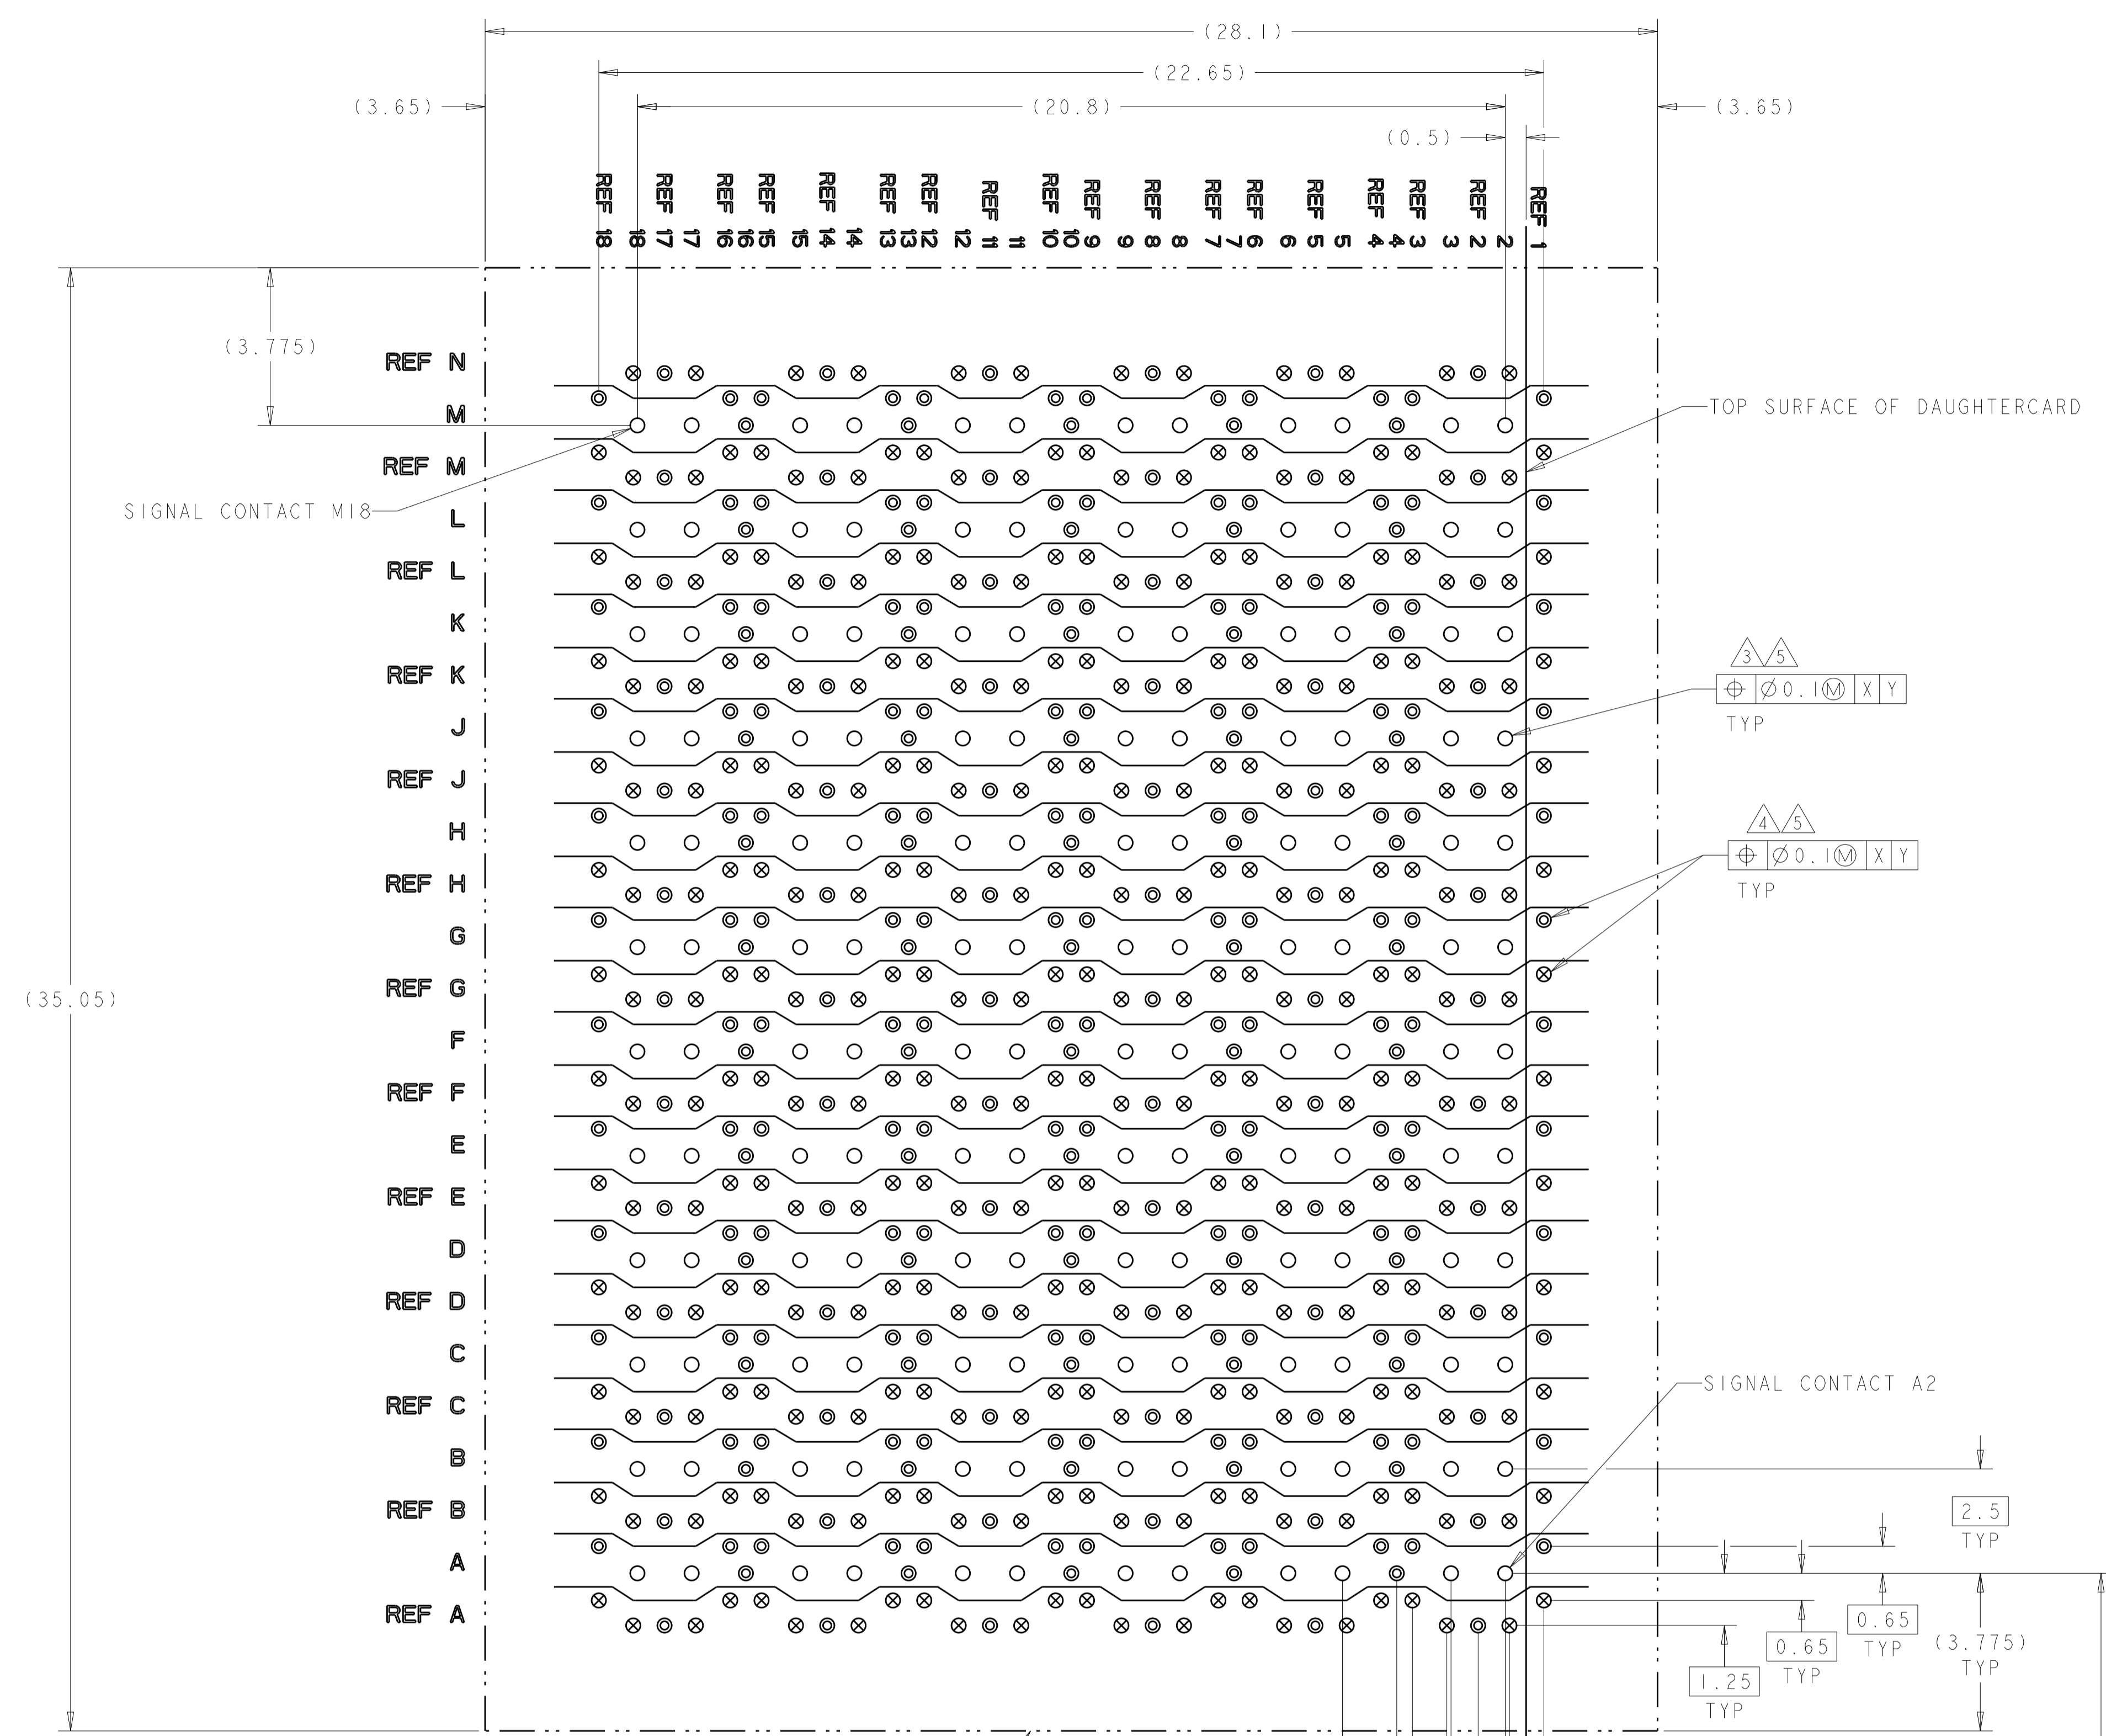 (28.1)
(22.65)
(3.65) (20.8) (3.65)
(0.5)
REF 18
18
REF 17
17
REF 16
16
REF 15
15
REF 14
14
REF 13
13
REF 12
12
REF 11
11
REF 10
10
REF 9
9
REF 8
8
REF 7
7
REF 6
6
REF 5
5
REF 4
4
REF 3
3
REF 2
2
REF 1
(3.775)
REF N
M
TOP SURFACE OF DAUGHTERCARD
REF M
SIGNAL CONTACT M18
L
REF L
K
3 5
REF K
⌖ Ø0.1Ⓜ X Y
TYP
J
REF J
4 5
H
⌖ Ø0.1Ⓜ X Y
REF H
TYP
G
REF G
(35.05)
F
REF F
E
REF E
D
REF D
C
SIGNAL CONTACT A2
REF C
B
REF B
2.5
TYP
A
REF A
0.65
TYP
0.65
TYP
(3.775)
TYP
1.25
TYP